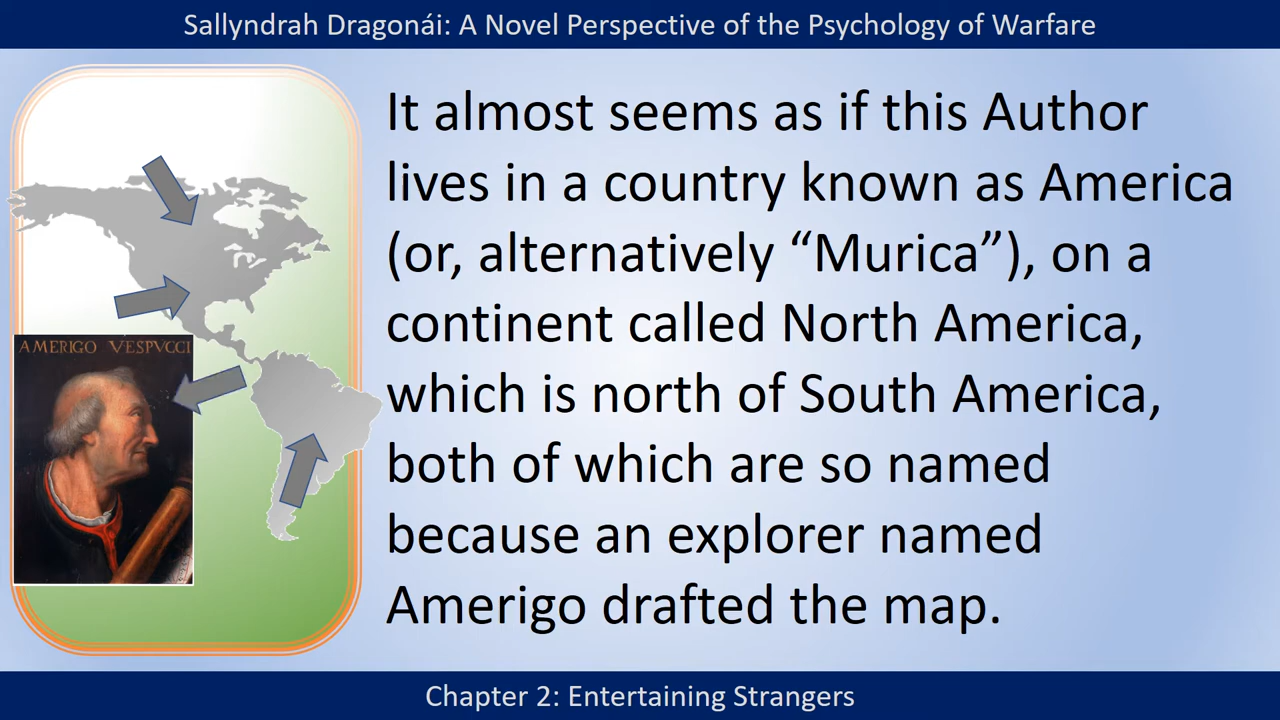 Sallyndrah Dragonái: A Novel Perspective of the Psychology of Warfare
It almost seems as if this Author
lives in a country known as America
(or, alternatively “Murica”), on a
continent called North America,
which is north of South America,
both of which are so named
because an explorer named
Amerigo drafted the map.
AMERIGO VESPVCCI
Chapter 2: Entertaining Strangers